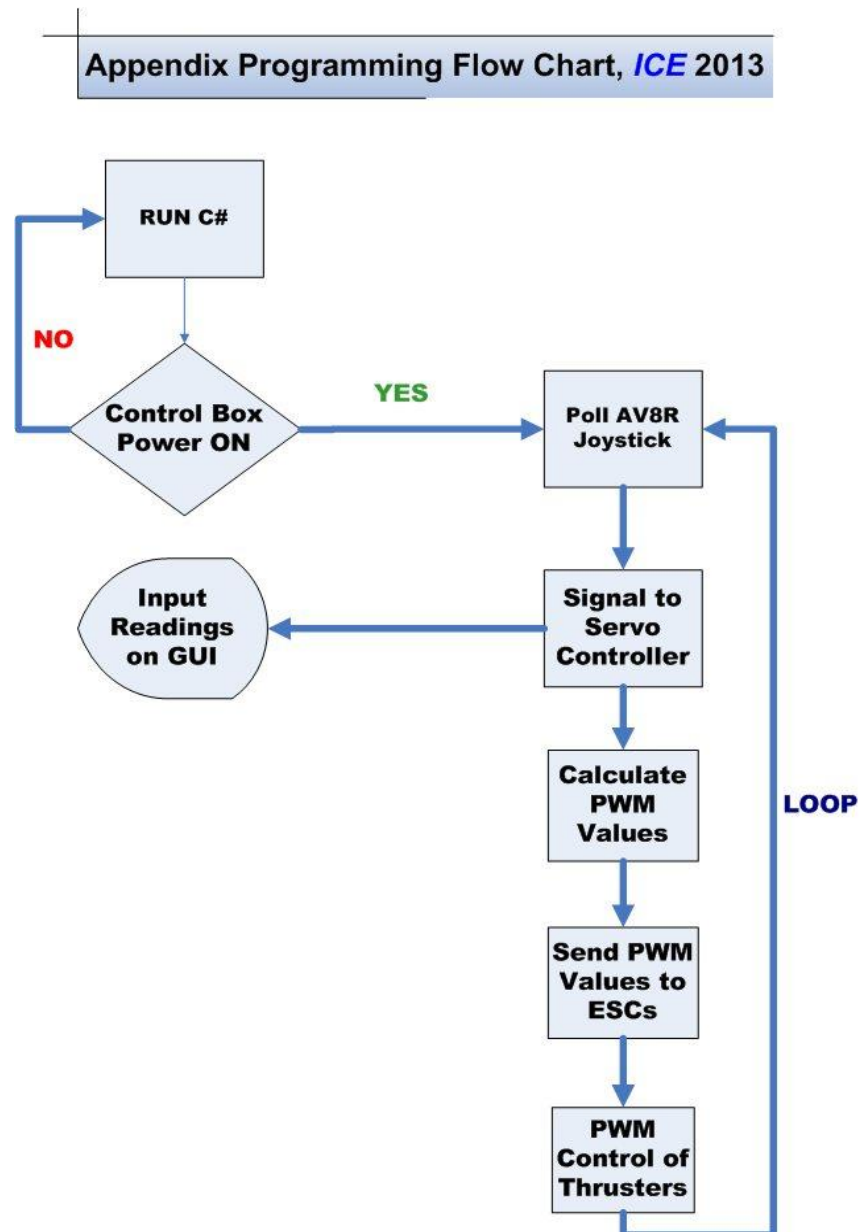 Appendix Programming Flow Chart, ICE 2013
RUN C#
NO
Control Box
Power ON
YES
Poll AV8R
Joystick
Input
Readings
on GUI
Signal to
Servo
Controller
Calculate
PWM
Values
LOOP
Send PWM
Values to
ESCs
PWM
Control of
Thrusters